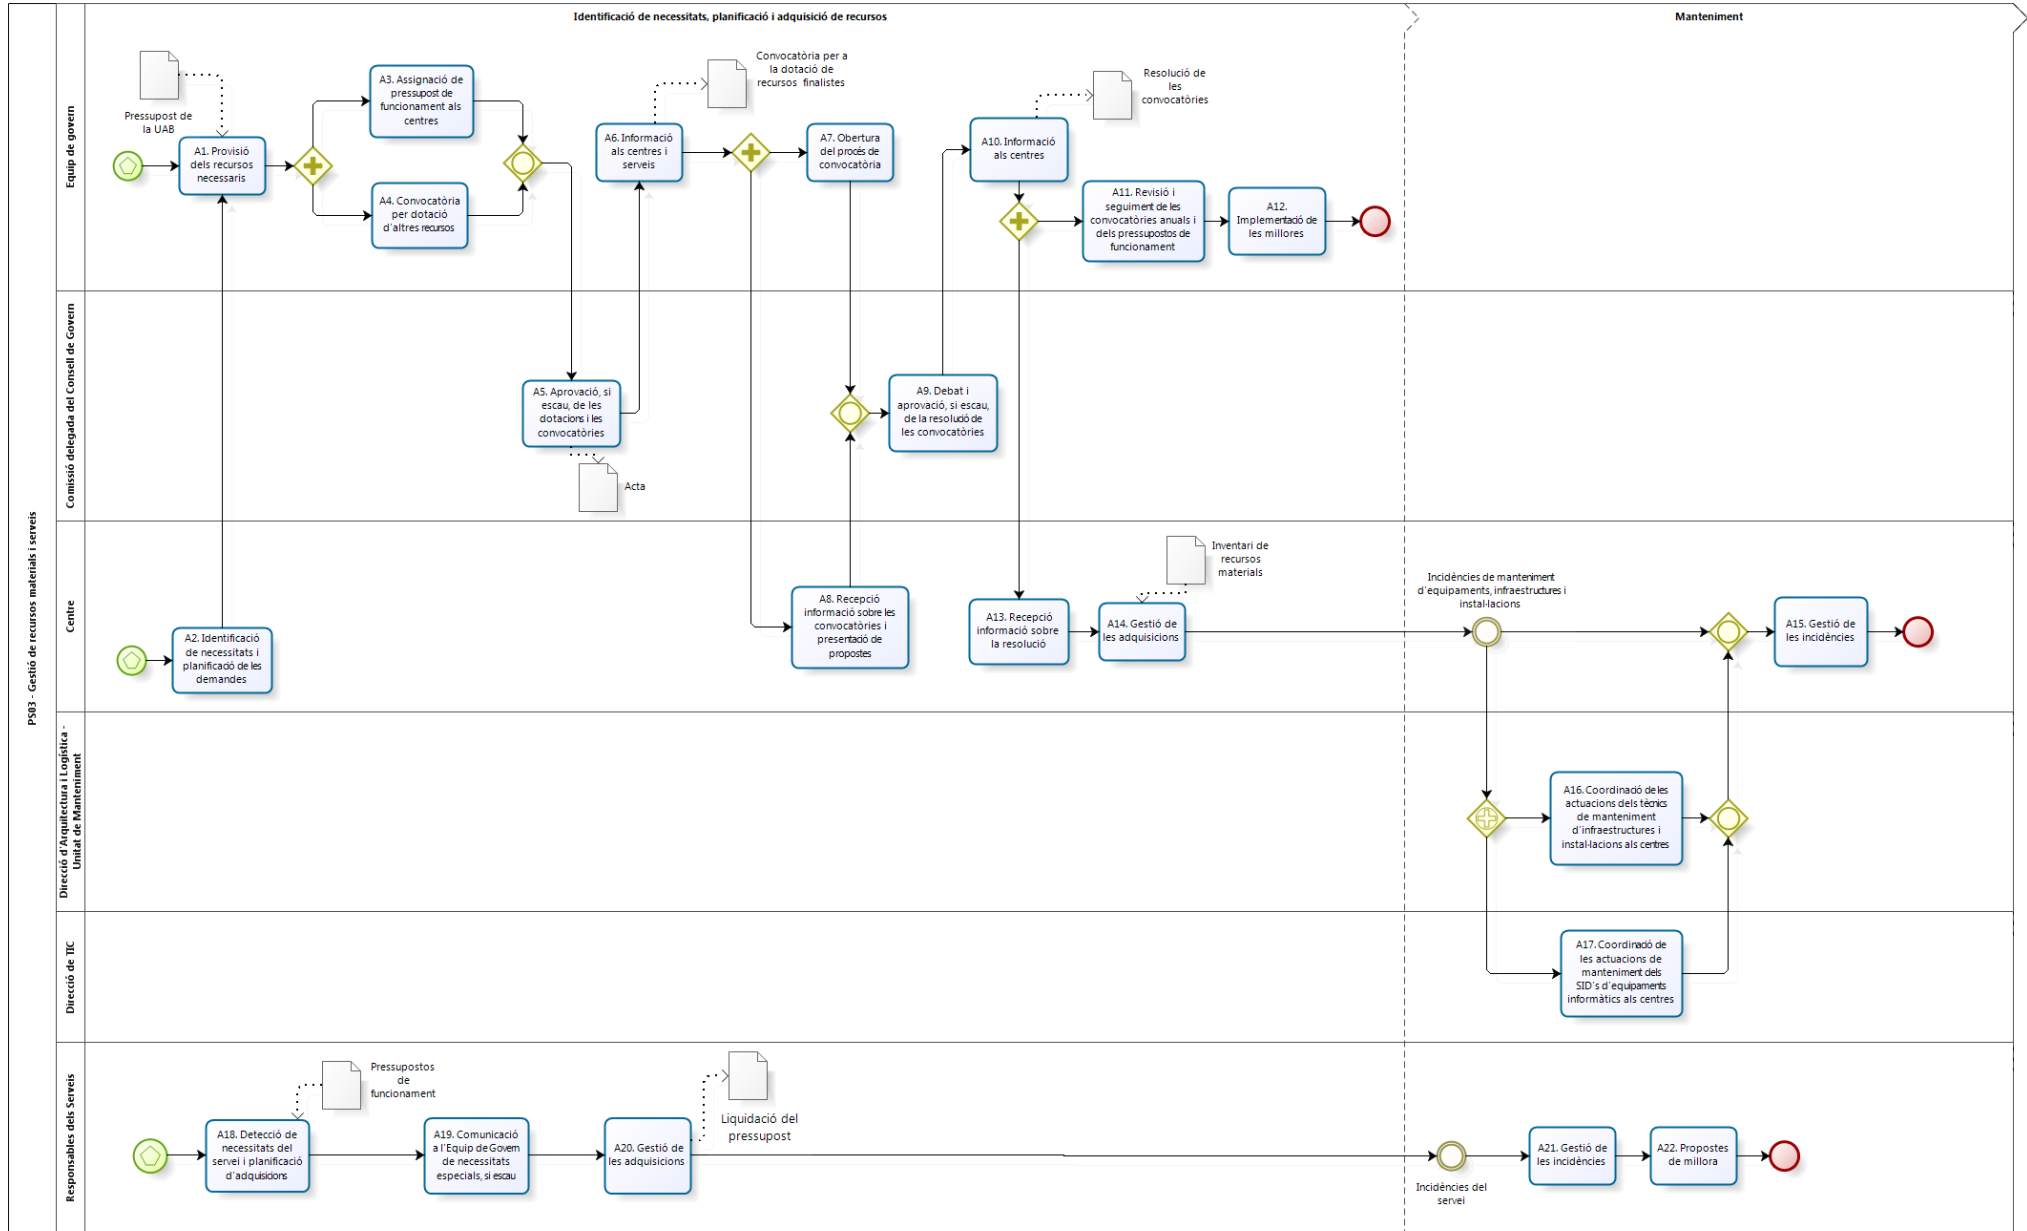 Identificació de necessitats, planificació i adquisició de recursos
Manteniment
PS03 - Gestió de recursos materials i serveis
Equip de govern
Pressupost de
la UAB
A1. Provisió
dels recursos
necessaris
A3. Assignació de
pressupost de
funcionament als
centres
A4. Convocatòria
per dotació
d'altres recursos
A6. Informació
als centres i
serveis
Convocatòria per a
la dotació de
recursos finalistes
A7. Obertura
del procés de
convocatòria
A10. Informació
als centres
Resolució de
les
convocatòries
A11. Revisió i
seguiment de les
convocatòries anuals i
dels pressupostos de
funcionament
A12.
Implementació de
les millores
Comissió delegada del Consell de Govern
A5. Aprovació, si
escau, de les
dotacions i les
convocatòries
Acta
A9. Debat i
aprovació, si escau,
de la resolució de
les convocatòries
Centre
A2. Identificació
de necessitats i
planificació de les
demandes
A8. Recepció
informació sobre les
convocatòries i
presentació de
propostes
A13. Recepció
informació sobre
la resolució
A14. Gestió de
les adquisicions
Inventari de
recursos
materials
Incidències de manteniment
d'equipaments, infraestructures i
instal·lacions
A15. Gestió de
les incidències
Direcció d'Arquitectura i Logística -
Unitat de Manteniment
A16. Coordinació de les
actuacions dels tècnics
de manteniment
d'infraestructures i
instal·lacions als centres
Direcció de TIC
A17. Coordinació de
les actuacions de
manteniment dels
SID's d'equipaments
informàtics als centres
Responsables dels Serveis
A18. Detecció de
necessitats del
servei i planificació
d'adquisicions
Pressupostos
de
funcionament
A19. Comunicació
a l'Equip de Govern
de necessitats
especials, si escau
A20. Gestió de
les adquisicions
Liquidació del
pressupost
Incidències del
servei
A21. Gestió de
les incidències
A22. Propostes
de millora